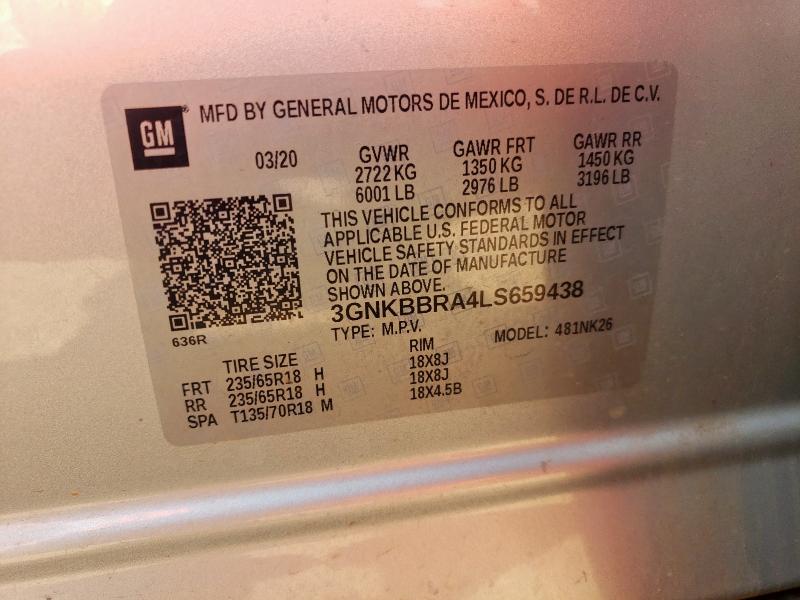 GM
MFD BY GENERAL MOTORS DE MEXICO, S. DE R.L. DE C.V.
03/20 GVWR GAWR FRT GAWR RR
2722 KG 1350 KG 1450 KG
6001 LB 2976 LB 3196 LB
THIS VEHICLE CONFORMS TO ALL
APPLICABLE U.S. FEDERAL MOTOR
VEHICLE SAFETY STANDARDS IN EFFECT
ON THE DATE OF MANUFACTURE
SHOWN ABOVE.
3GNKBBRA4LS659438
636R
TYPE: M.P.V. MODEL: 481NK26
TIRE SIZE RIM
FRT 235/65R18 H 18X8J
RR 235/65R18 H 18X8J
SPA T135/70R18 M 18X4.5B